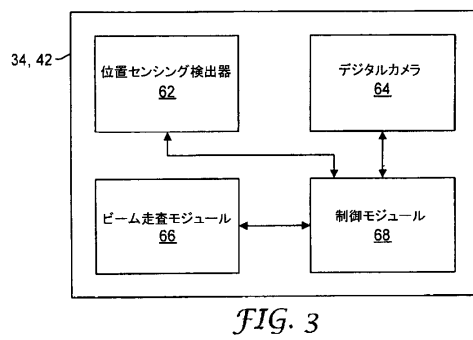 34, 42
位置センシング検出器
62
デジタルカメラ
64
ビーム走査モジュール
66
制御モジュール
68
FIG. 3